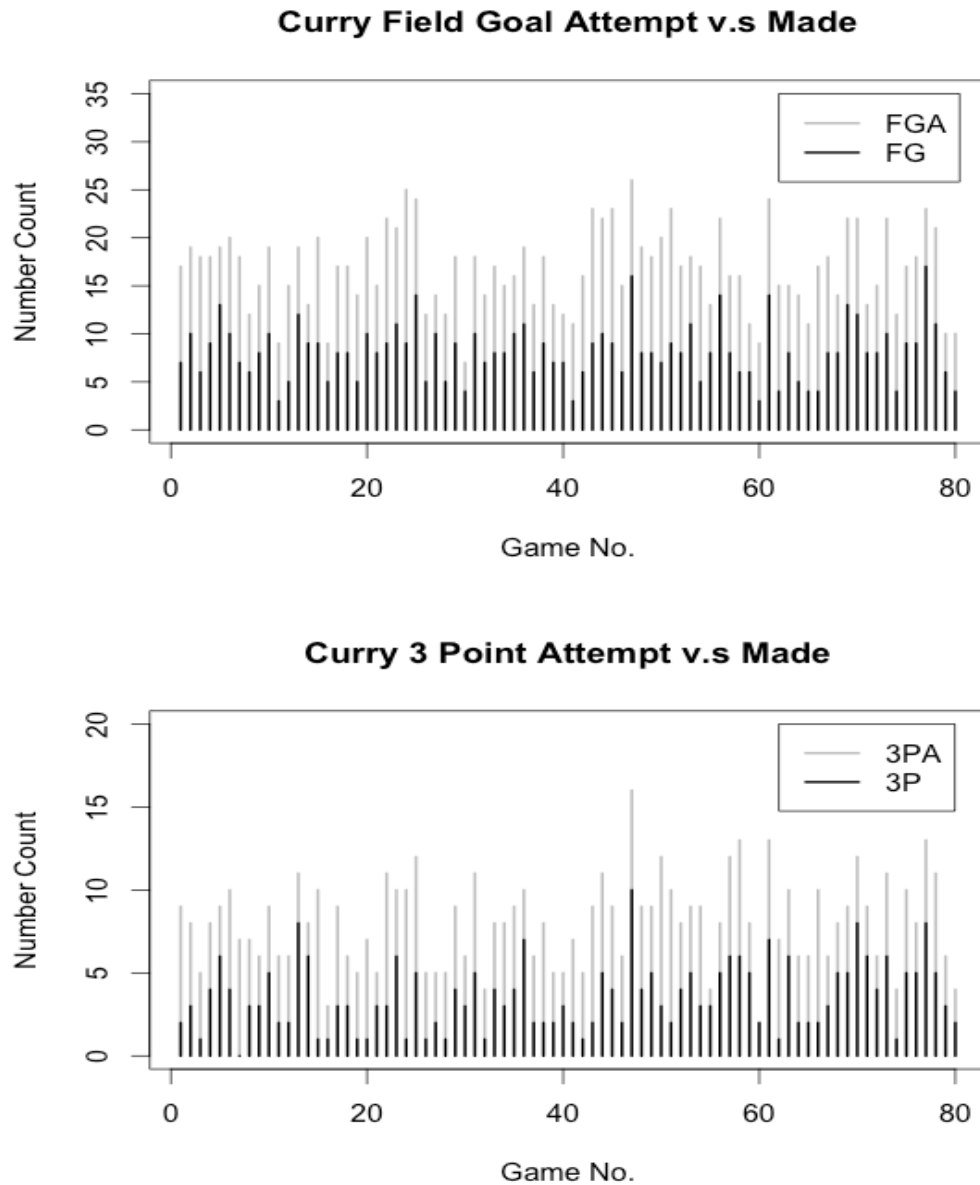 Curry Field Goal Attempt v.s Made
35
30
25
20
15
10
5
0
Number Count
FGA
FG
0 20 40 60 80
Game No.
Curry 3 Point Attempt v.s Made
20
15
10
5
0
Number Count
3PA
3P
0 20 40 60 80
Game No.